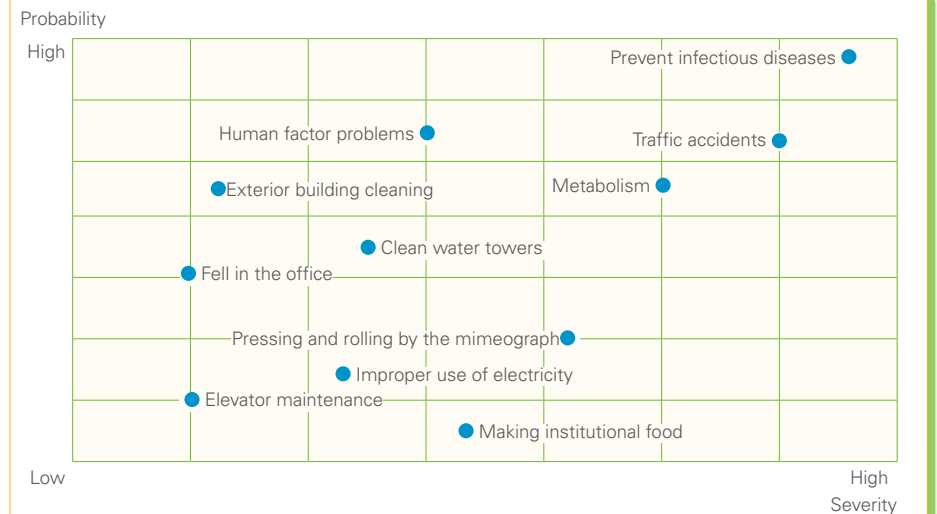 Probability
High
Prevent infectious diseases
Human factor problems
Traffic accidents
Metabolism
Exterior building cleaning
Clean water towers
Fell in the office
Pressing and rolling by the mimeograph
Improper use of electricity
Elevator maintenance
Making institutional food
Low
High
Severity